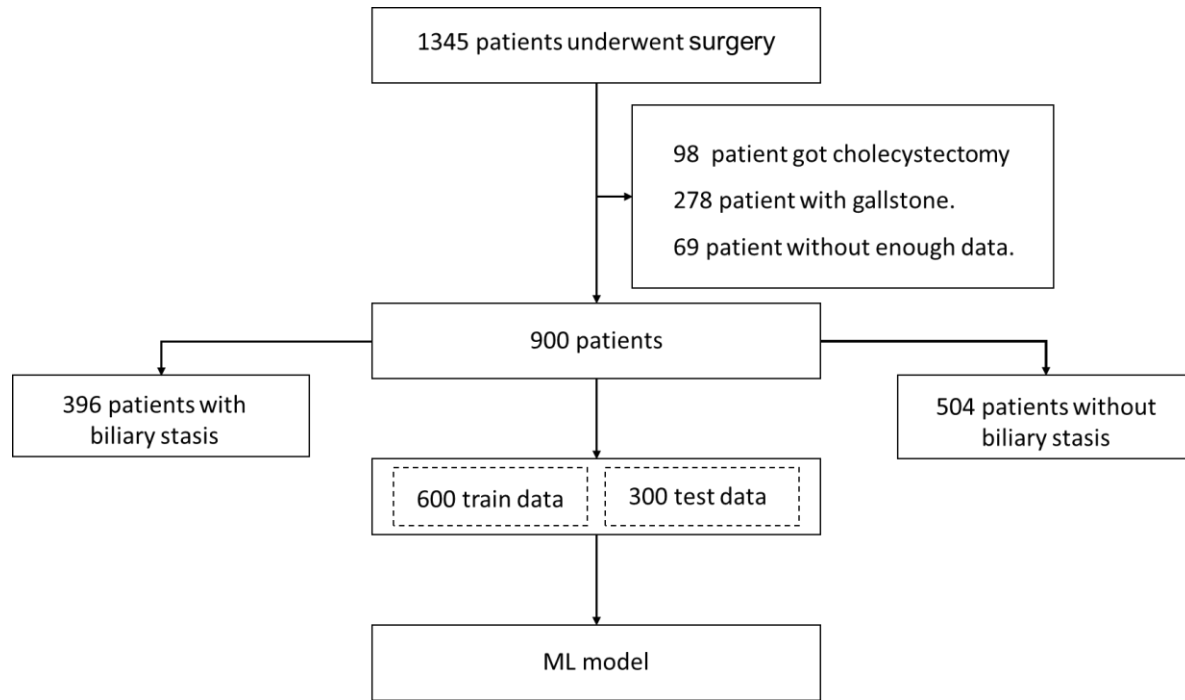 1345 patients underwent surgery
98 patient got cholecystectomy
278 patient with gallstone.
69 patient without enough data.
900 patients
396 patients with
biliary stasis
504 patients without
biliary stasis
600 train data
300 test data
ML model